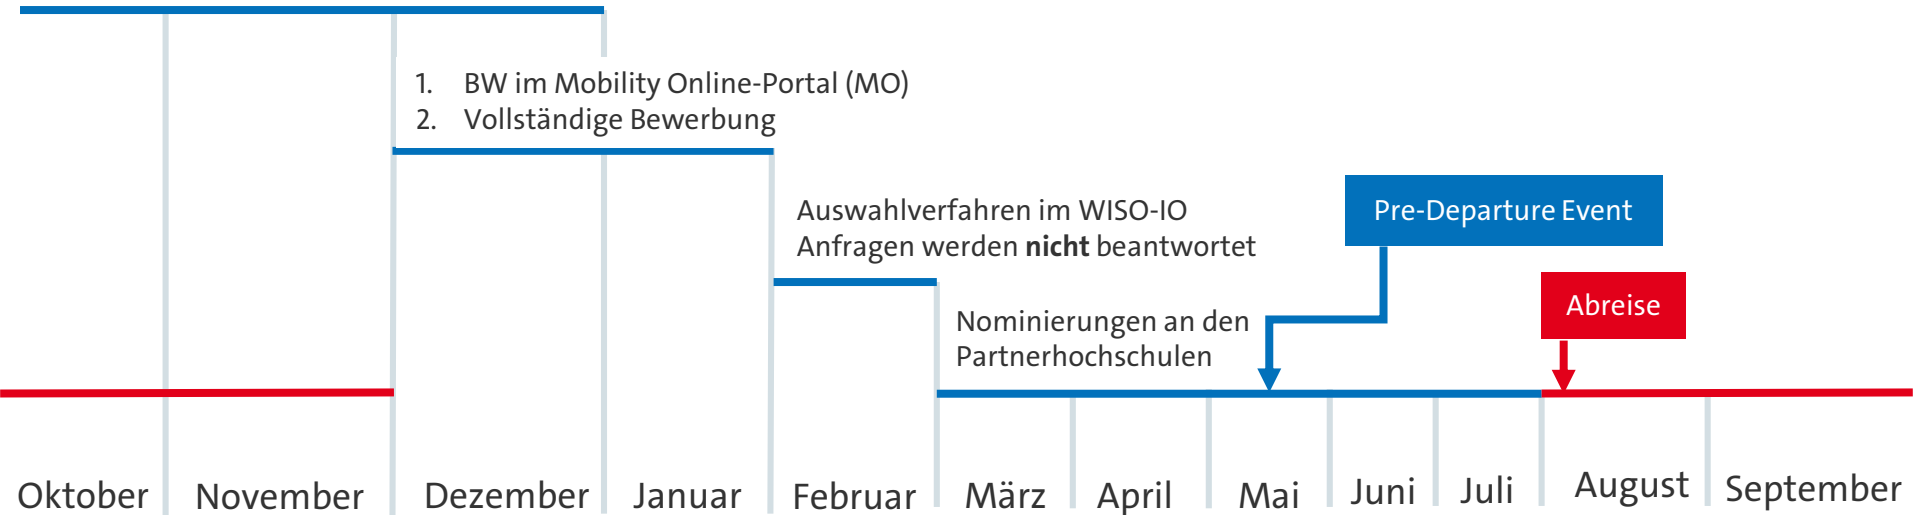 1. BW im Mobility Online-Portal (MO)
2. Vollständige Bewerbung
Auswahlverfahren im WISO-IO
Anfragen werden nicht beantwortet
Pre-Departure Event
Abreise
Nominierungen an den
Partnerhochschulen
Oktober
November
Dezember
Januar
Februar
März
April
Mai
Juni
Juli
August
September